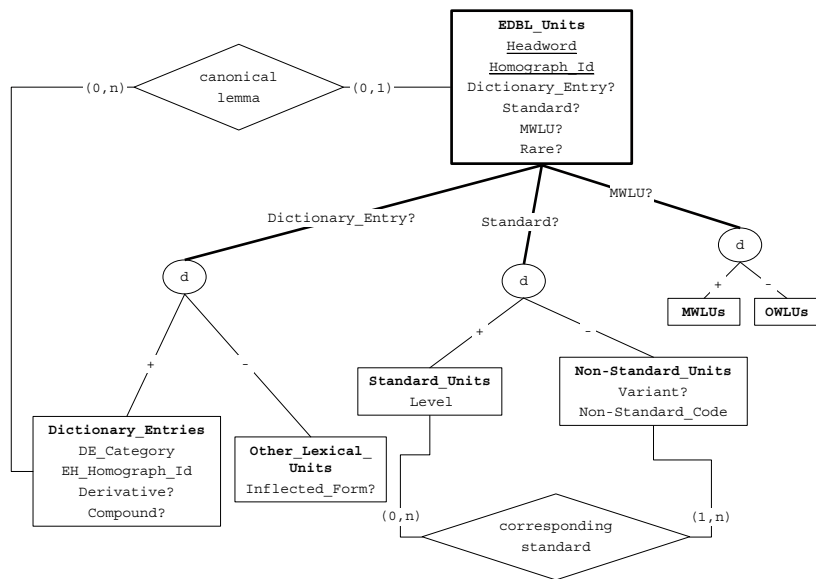 EDBL_Units
Headword
Homograph_Id
Dictionary_Entry?
Standard?
MWLU?
Rare?
canonical
lemma
(0,n)
(0,1)
Dictionary_Entry?
Standard?
MWLU?
d
d
d
+
-
MWLUs
OWLUs
+
-
+
-
Standard_Units
Level
Non-Standard_Units
Variant?
Non-Standard_Code
Dictionary_Entries
DE_Category
EH_Homograph_Id
Derivative?
Compound?
Other_Lexical_
Units
Inflected_Form?
(0,n)
(1,n)
corresponding
standard